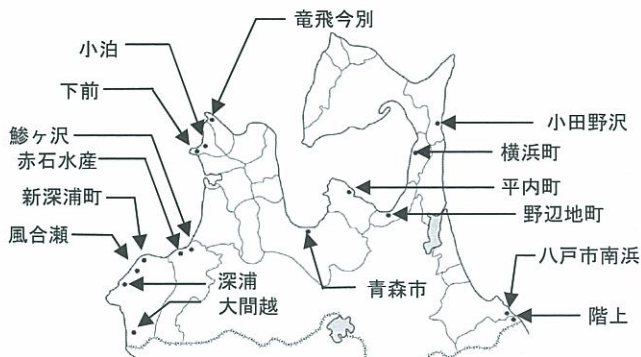 竜飛今別
小泊
下前
鰺ヶ沢
赤石水産
新深浦町
風合瀬
深浦
大間越
青森市
小田野沢
横浜町
平内町
野辺地町
八戸市南浜
階上